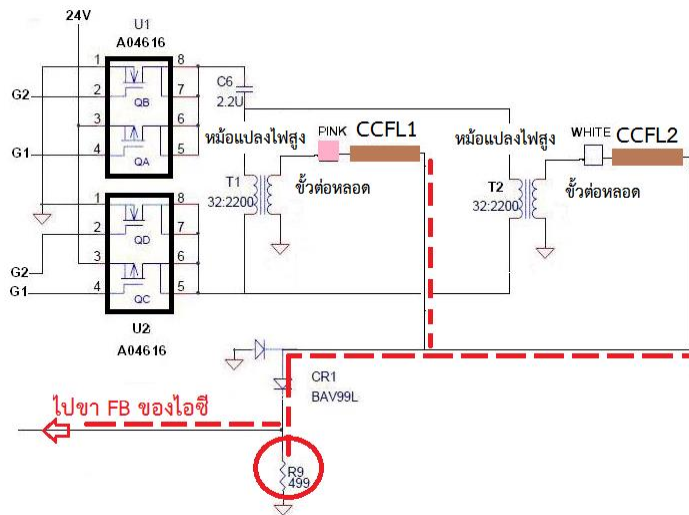 24V
U1
A04616
1
8
G2
2
QB
7
3
6
G1
4
QA
5
C6
2.2U
หม้อแปลงไฟสูง
PINK
CCFL1
หม้อแปลงไฟสูง
WHITE
CCFL2
T1
32:2200
ขั้วต่อหลอด
T2
32:2200
ขั้วต่อหลอด
1
8
2
QD
7
G2
3
6
G1
4
QC
5
U2
A04616
CR1
BAV99L
ไปขา FB ของไอซี
R9
499